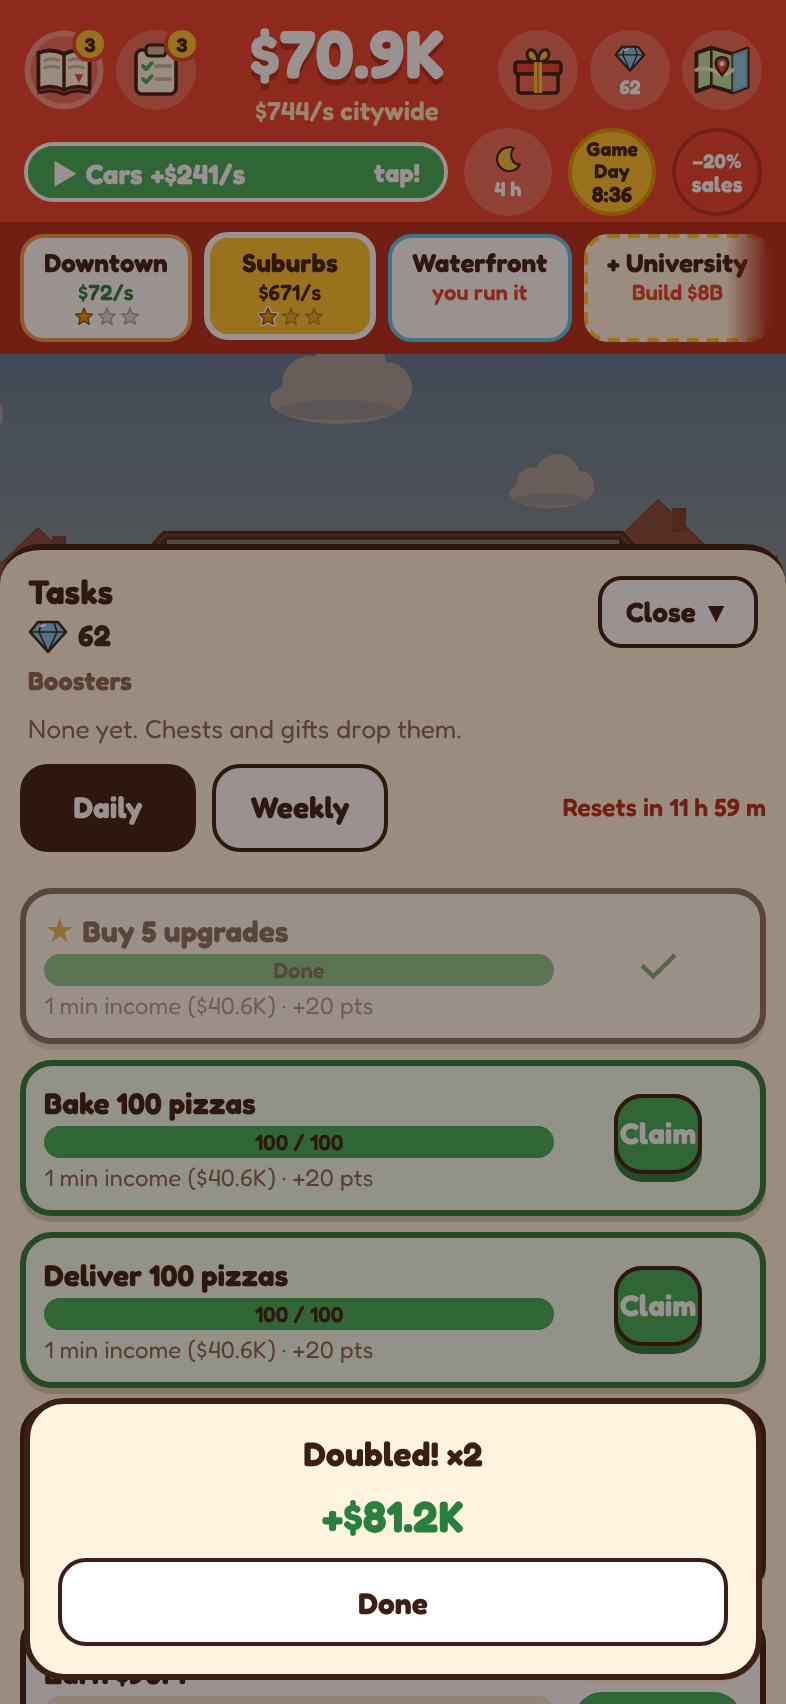 3
3
$70.9K
$744/s citywide
62
▶ Cars +$241/s
tap!
4 h
Game
Day
8:36
-20%
sales
Downtown
$72/s
Suburbs
$671/s
Waterfront
you run it
+ University
Build $8B
Tasks
62
Close ▼
Boosters
None yet. Chests and gifts drop them.
Daily
Weekly
Resets in 11 h 59 m
Buy 5 upgrades
Done
1 min income ($40.6K) · +20 pts
Bake 100 pizzas
100 / 100
1 min income ($40.6K) · +20 pts
Claim
Deliver 100 pizzas
100 / 100
1 min income ($40.6K) · +20 pts
Claim
Doubled! x2
+$81.2K
Done